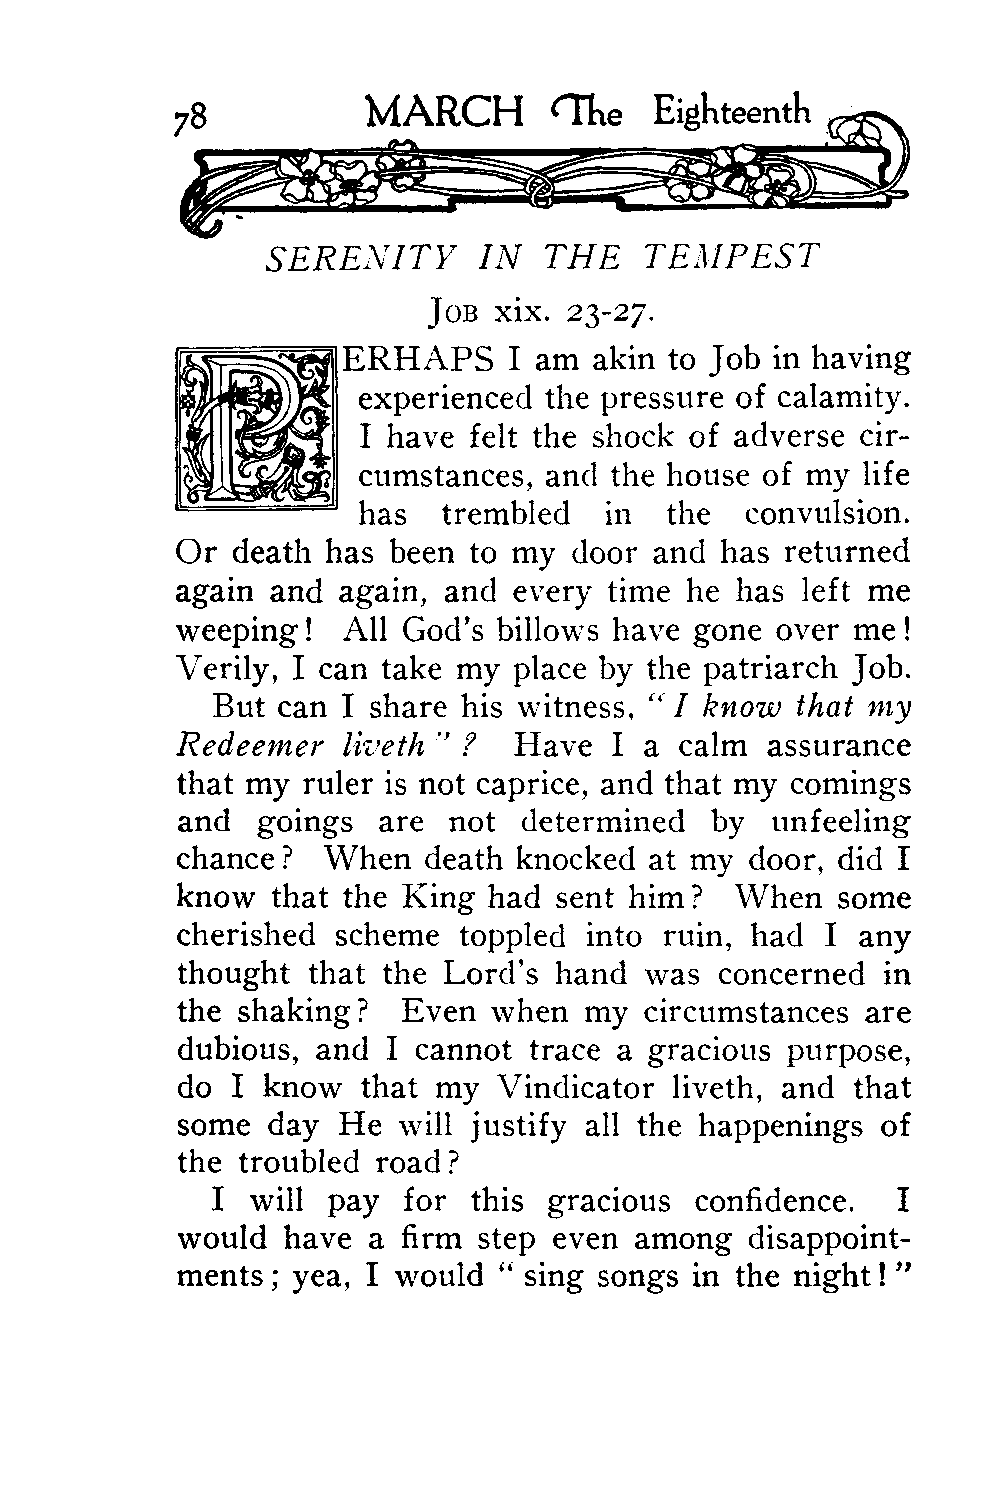 78 MARCH The Eighteenth
SERENITY IN THE TEMPEST
JOB xix. 23-27.
PERHAPS I am akin to Job in having
experienced the pressure of calamity.
I have felt the shock of adverse cir-
cumstances, and the house of my life
has trembled in the convulsion.
Or death has been to my door and has returned
again and again, and every time he has left me
weeping! All God's billows have gone over me!
Verily, I can take my place by the patriarch Job.
But can I share his witness, "I know that my
Redeemer liveth"? Have I a calm assurance
that my ruler is not caprice, and that my comings
and goings are not determined by unfeeling
chance? When death knocked at my door, did I
know that the King had sent him? When some
cherished scheme toppled into ruin, had I any
thought that the Lord's hand was concerned in
the shaking? Even when my circumstances are
dubious, and I cannot trace a gracious purpose,
do I know that my Vindicator liveth, and that
some day He will justify all the happenings of
the troubled road?
I will pay for this gracious confidence. I
would have a firm step even among disappoint-
ments; yea, I would "sing songs in the night!"